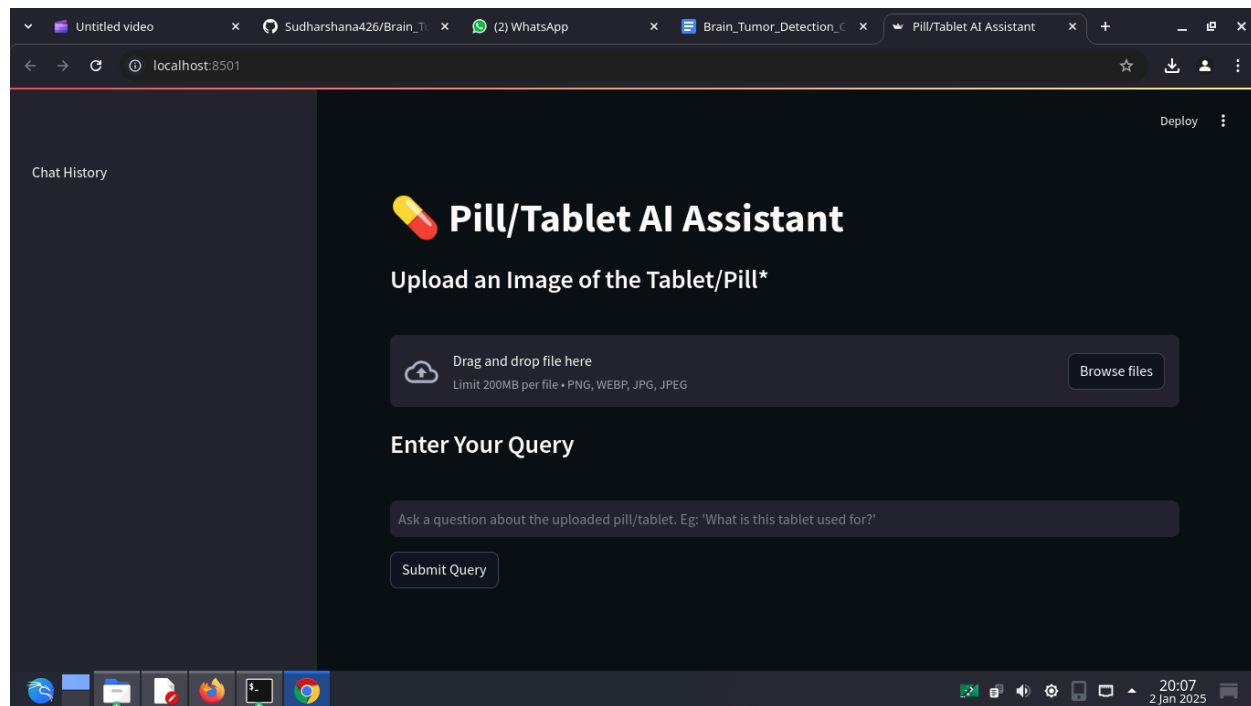 Untitled video
Sudharshana426/Brain_Tu
(2) WhatsApp
Brain_Tumor_Detection_C
Pill/Tablet AI Assistant
localhost:8501
Deploy
Chat History
Pill/Tablet AI Assistant
Upload an Image of the Tablet/Pill*
Drag and drop file here
Limit 200MB per file • PNG, WEBP, JPG, JPEG
Browse files
Enter Your Query
Ask a question about the uploaded pill/tablet. Eg: 'What is this tablet used for?'
Submit Query
20:07
2 Jan 2025